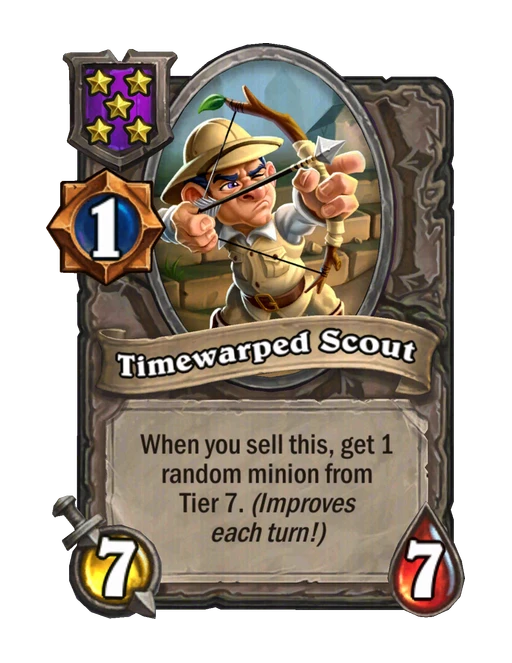 1
Timewarped Scout
When you sell this, get 1
random minion from
Tier 7. (Improves
each turn!)
7
7